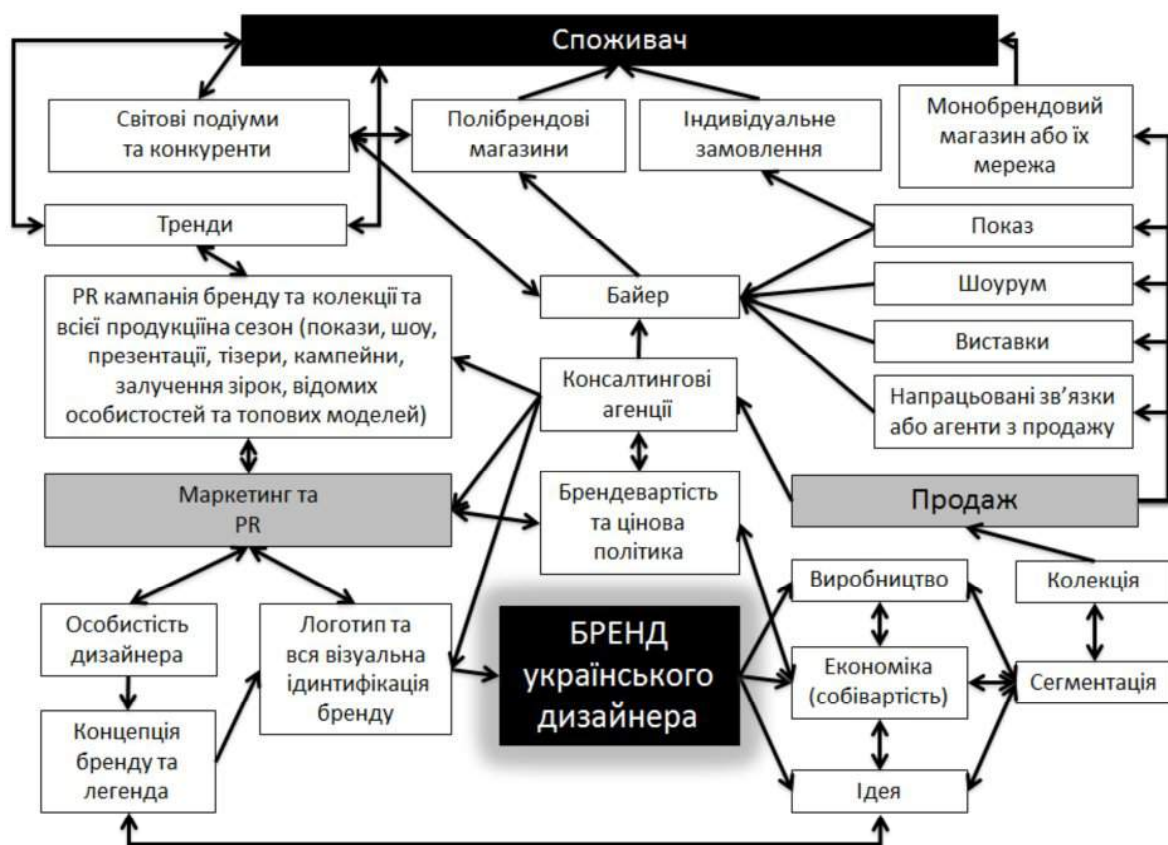 Споживач
Світові подіуми
та конкуренти
Полібрендові
магазини
Індивідуальне
замовлення
Монобрендовий
магазин або їх
мережа
Тренди
Показ
PR кампанія бренду та колекції та
всієї продукціїна сезон (покази, шоу,
презентації, тізери, кампейни,
залучення зірок, відомих
особистостей та топових моделей)
Байер
Шоурум
Виставки
Консалтингові
агенції
Напрацьовані зв’язки
або агенти з продажу
Маркетинг та
PR
Брендевартість
та цінова
політика
Продаж
Виробництво
Колекція
Особистість
дизайнера
Логотип та
вся візуальна
ідинтифікація
бренду
БРЕНД
українського
дизайнера
Економіка
(собівартість)
Сегментація
Концепція
бренду та
легенда
Ідея